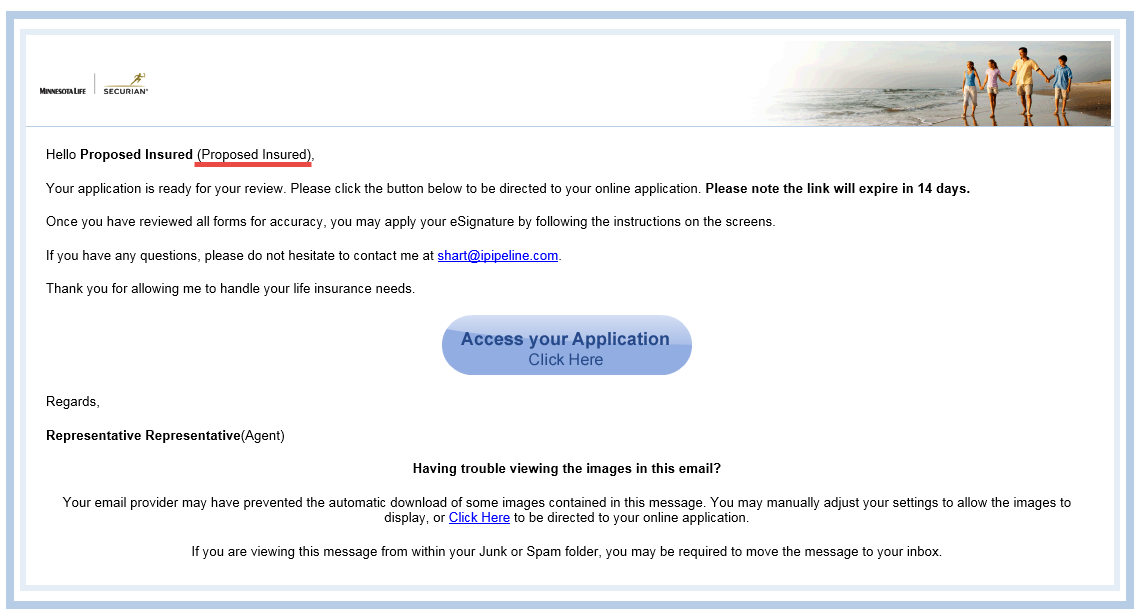 MINNESOTA LIFE
SECURIAN
Hello Proposed Insured (Proposed Insured),
Your application is ready for your review. Please click the button below to be directed to your online application. Please note the link will expire in 14 days.
Once you have reviewed all forms for accuracy, you may apply your eSignature by following the instructions on the screens.
If you have any questions, please do not hesitate to contact me at shart@ipipeline.com.
Thank you for allowing me to handle your life insurance needs.
Access your Application
Click Here
Regards,
Representative Representative(Agent)
Having trouble viewing the images in this email?
Your email provider may have prevented the automatic download of some images contained in this message. You may manually adjust your settings to allow the images to
display, or Click Here to be directed to your online application.
If you are viewing this message from within your Junk or Spam folder, you may be required to move the message to your inbox.